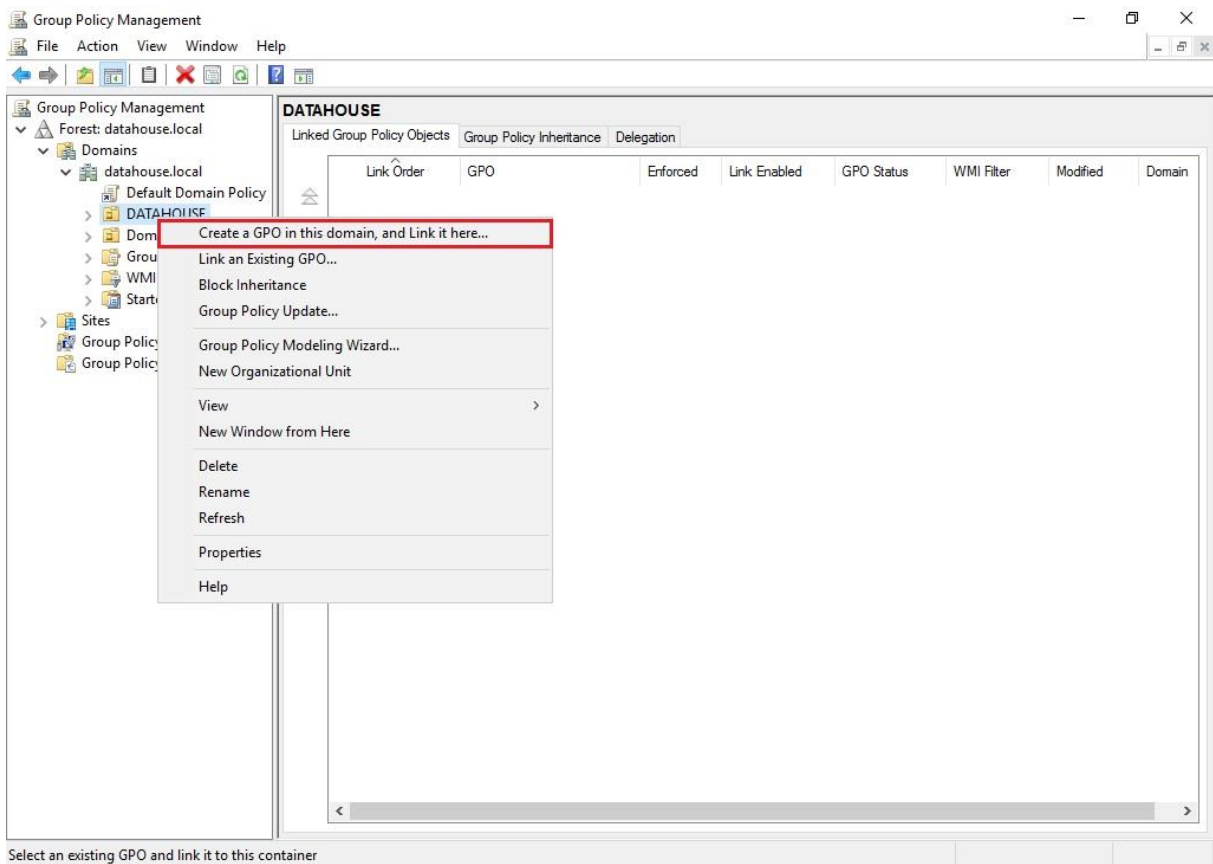 Group Policy Management
File Action View Window Help
Group Policy Management
Forest: datahouse.local
Domains
datahouse.local
Default Domain Policy
DATAHOUSE
Dom
Grou
WMI
Start
Sites
Group Policy
Group Policy
DATAHOUSE
Linked Group Policy Objects Group Policy Inheritance Delegation
Link Order GPO Enforced Link Enabled GPO Status WMI Filter Modified Domain
Create a GPO in this domain, and Link it here...
Link an Existing GPO...
Block Inheritance
Group Policy Update...
Group Policy Modeling Wizard...
New Organizational Unit
View
New Window from Here
Delete
Rename
Refresh
Properties
Help
Select an existing GPO and link it to this container